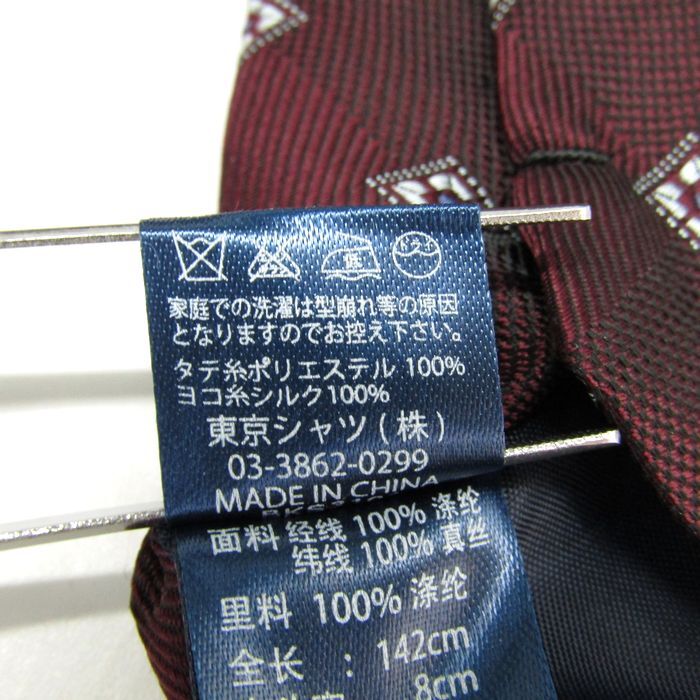 ドライ
家庭での洗濯は型崩れ等の原因
となりますのでお控え下さい。
タテ糸ポリエステル 100%
ヨコ糸シルク100%
東京シャツ(株)
03-3862-0299
MADE IN CHINA
面料 经线 100% 涤纶
纬线 100% 真丝
里料 100% 涤纶
全长 : 142cm
8cm